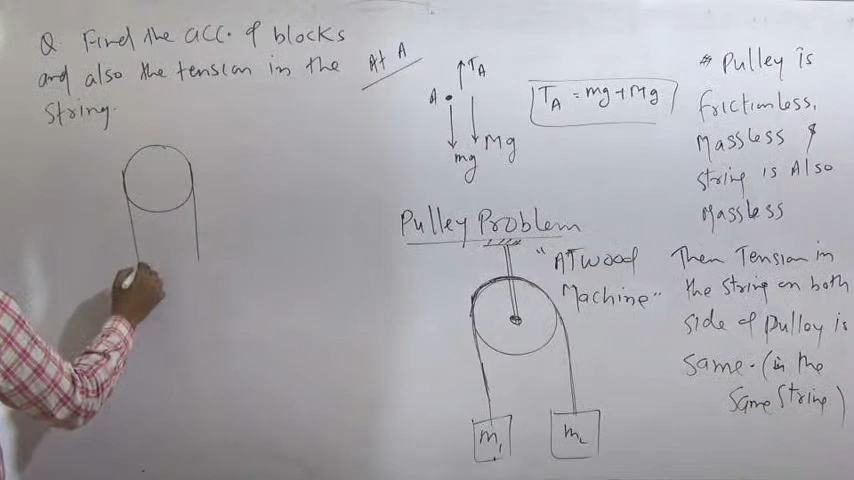 Q Find the acc. of blocks
and also the tension in the
string.
At A
TA
A
mg
Mg
TA = mg+Mg
# Pulley is
frictionless,
Massless &
string is Also
Massless
Pulley Problem
"ATwood
Machine"
m1
m2
Then Tension in
the string on both
side of pulley is
same. (in the
same string)